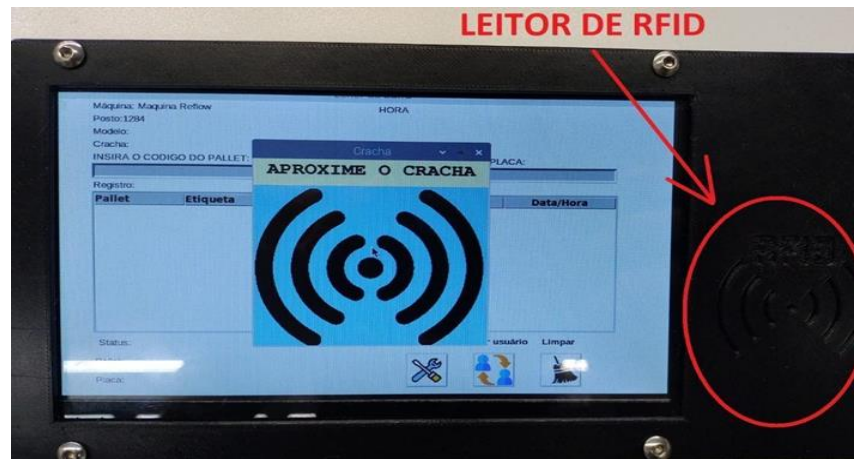 LEITOR DE RFID
Máquina: Maquina Reflow
HORA
Posto:1284
Modelo:
Cracha:
INSIRA O CODIGO DO PALLET:
PLACA:
Cracha
APROXIME O CRACHA
Registro:
Pallet Etiqueta Data/Hora
Status:
usuário Limpar
Placa:
RFID